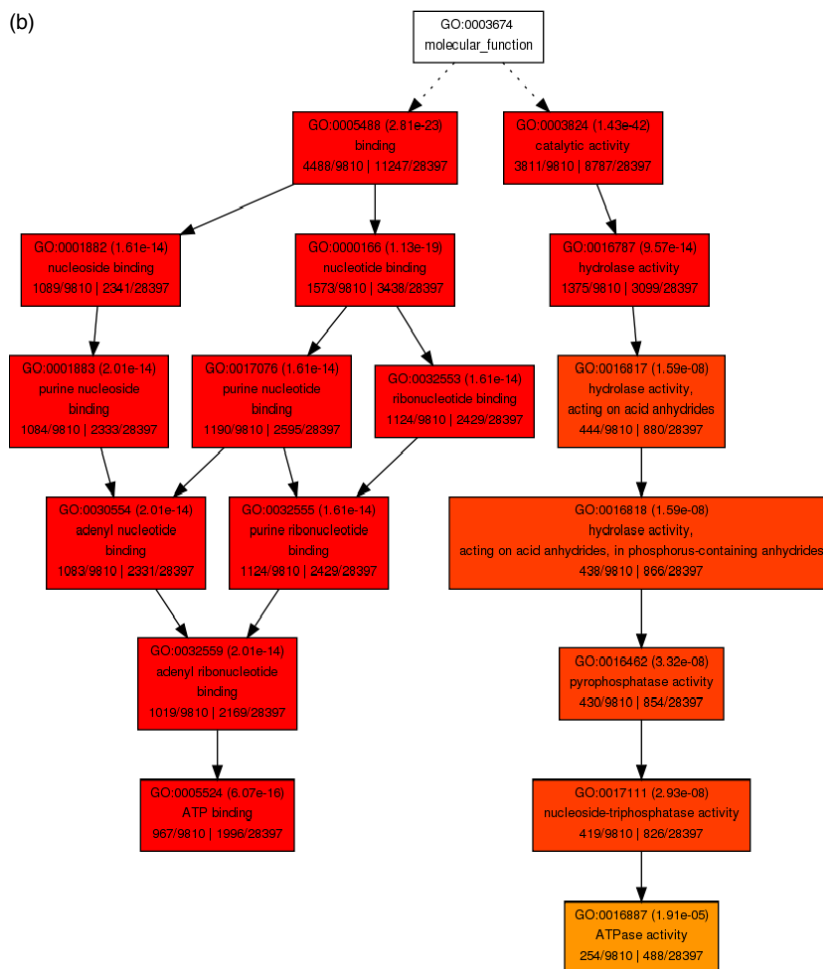 (b)
GO:0003674
molecular_function
GO:0005488 (2.81e-23)
binding
4488/9810 | 11247/28397
GO:0003824 (1.43e-42)
catalytic activity
3811/9810 | 8787/28397
GO:0001882 (1.61e-14)
nucleoside binding
1089/9810 | 2341/28397
GO:0000166 (1.13e-19)
nucleotide binding
1573/9810 | 3438/28397
GO:0016787 (9.57e-14)
hydrolase activity
1375/9810 | 3099/28397
GO:0001883 (2.01e-14)
purine nucleoside
binding
1084/9810 | 2333/28397
GO:0017076 (1.61e-14)
purine nucleotide
binding
1190/9810 | 2595/28397
GO:0032553 (1.61e-14)
ribonucleotide binding
1124/9810 | 2429/28397
GO:0016817 (1.59e-08)
hydrolase activity,
acting on acid anhydrides
444/9810 | 880/28397
GO:0030554 (2.01e-14)
adenyl nucleotide
binding
1083/9810 | 2331/28397
GO:0032555 (1.61e-14)
purine ribonucleotide
binding
1124/9810 | 2429/28397
GO:0016818 (1.59e-08)
hydrolase activity,
acting on acid anhydrides, in phosphorus-containing anhydrides
438/9810 | 866/28397
GO:0032559 (2.01e-14)
adenyl ribonucleotide
binding
1019/9810 | 2169/28397
GO:0016462 (3.32e-08)
pyrophosphatase activity
430/9810 | 854/28397
GO:0005524 (6.07e-16)
ATP binding
967/9810 | 1996/28397
GO:0017111 (2.93e-08)
nucleoside-triphosphatase activity
419/9810 | 826/28397
GO:0016887 (1.91e-05)
ATPase activity
254/9810 | 488/28397